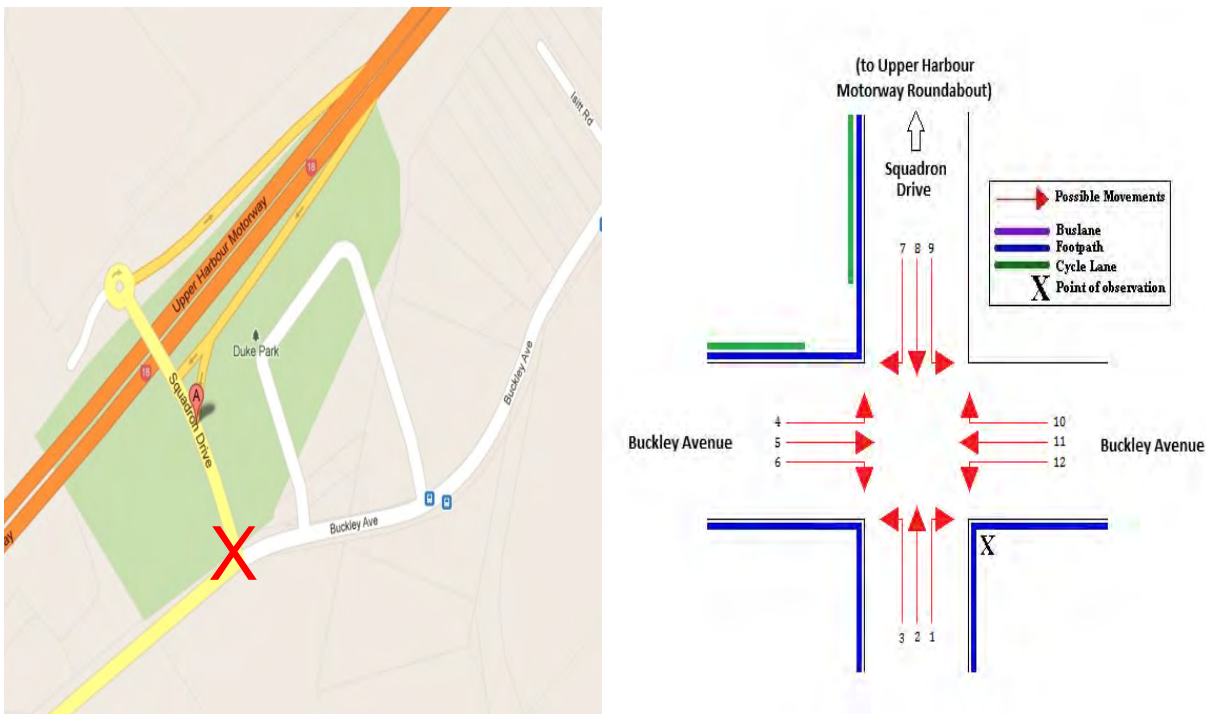 Isitt Rd
18
Upper Harbour Motorway
Duke Park
Buckley Ave
18
A
Squadron Drive
Buckley Ave
ay
X
(to Upper Harbour
Motorway Roundabout)
Squadron
Drive
Possible Movements
Buslane
Footpath
Cycle Lane
X Point of observation
7 8 9
4
5
6
Buckley Avenue
10
11
12
Buckley Avenue
X
3 2 1